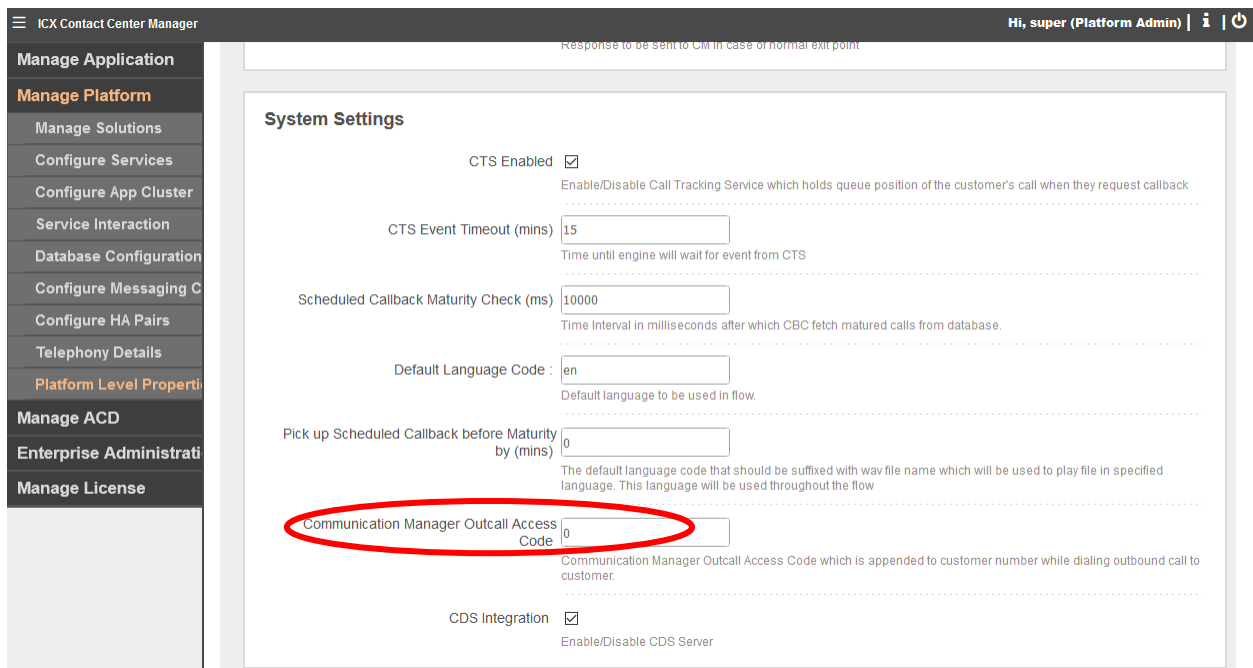 ☰ ICX Contact Center Manager
Hi, super (Platform Admin) | i |
Manage Application
Manage Platform
Manage Solutions
Configure Services
Configure App Cluster
Service Interaction
Database Configuration
Configure Messaging C
Configure HA Pairs
Telephony Details
Platform Level Properti
Manage ACD
Enterprise Administrati
Manage License
Response to be sent to CM in case of normal exit point
System Settings
CTS Enabled
Enable/Disable Call Tracking Service which holds queue position of the customer's call when they request callback
CTS Event Timeout (mins) 15
Time until engine will wait for event from CTS
Scheduled Callback Maturity Check (ms) 10000
Time Interval in milliseconds after which CBC fetch matured calls from database.
Default Language Code : en
Default language to be used in flow.
Pick up Scheduled Callback before Maturity
by (mins) 0
The default language code that should be suffixed with wav file name which will be used to play file in specified
language. This language will be used throughout the flow
Communication Manager Outcall Access
Code 0
Communication Manager Outcall Access Code which is appended to customer number while dialing outbound call to
customer.
CDS Integration
Enable/Disable CDS Server